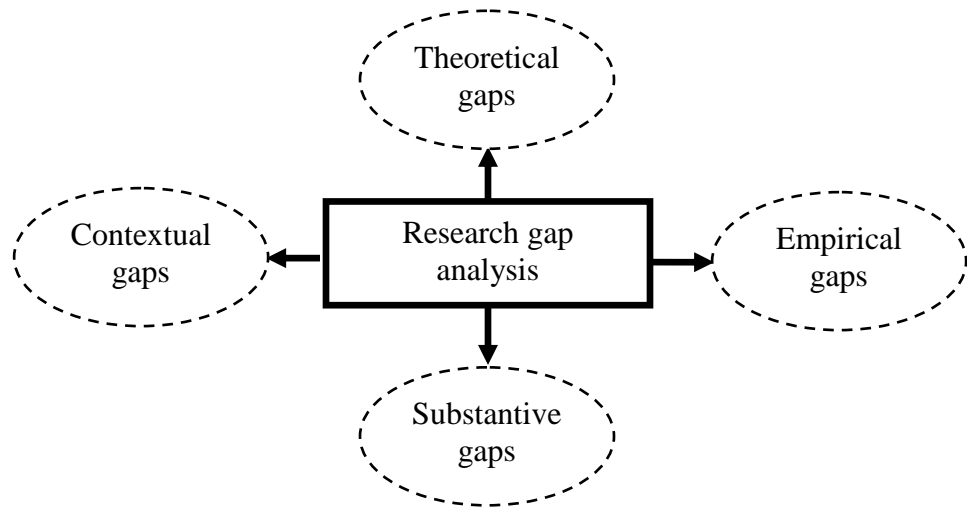 Theoretical
gaps
Contextual
gaps
Research gap
analysis
Empirical
gaps
Substantive
gaps